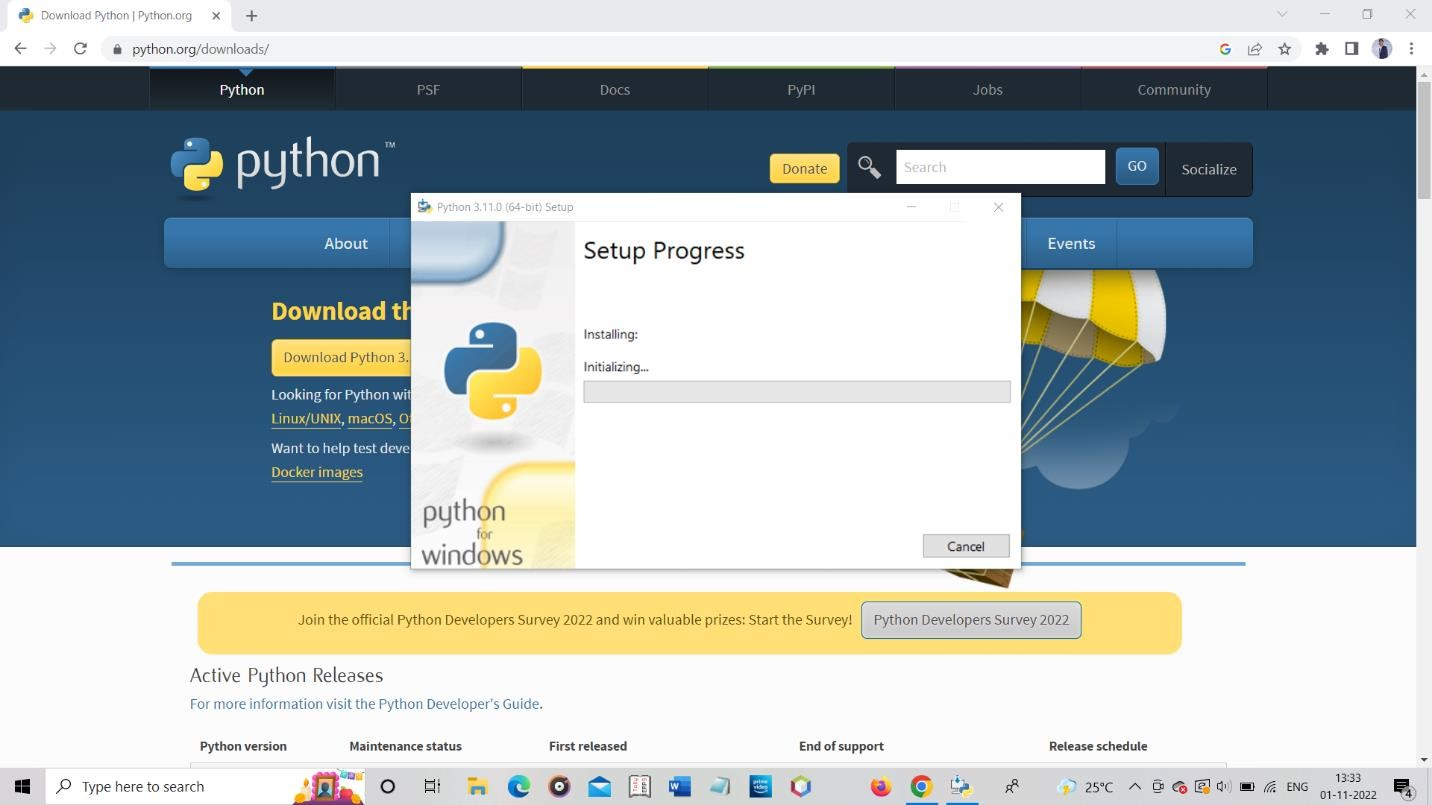 Download Python | Python.org
python.org/downloads/
Python PSF Docs PyPI Jobs Community
python™
Donate Search GO Socialize
Python 3.11.0 (64-bit) Setup
About Events
Setup Progress
Download th
Installing:
Download Python 3.
Initializing...
Looking for Python wit
Linux/UNIX, macOS, Ot
Want to help test deve
Docker images
python
for
windows
Cancel
Join the official Python Developers Survey 2022 and win valuable prizes: Start the Survey! Python Developers Survey 2022
Active Python Releases
For more information visit the Python Developer's Guide.
Python version Maintenance status First released End of support Release schedule
Type here to search
25°C ENG
13:33
01-11-2022
4